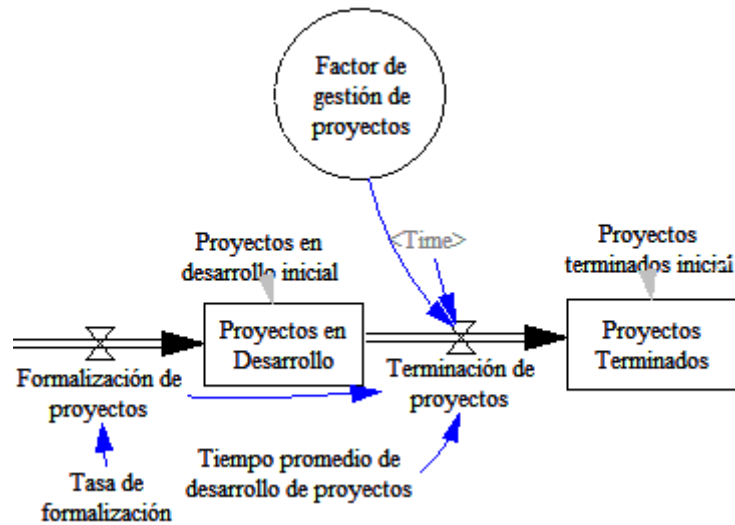 Factor de
gestión de
proyectos
<Time>
Proyectos en
desarrollo inicial
Proyectos
terminados inicial
Proyectos en
Desarrollo
Proyectos
Terminados
Formalización de
proyectos
Terminación de
proyectos
Tiempo promedio de
desarrollo de proyectos
Tasa de
formalización